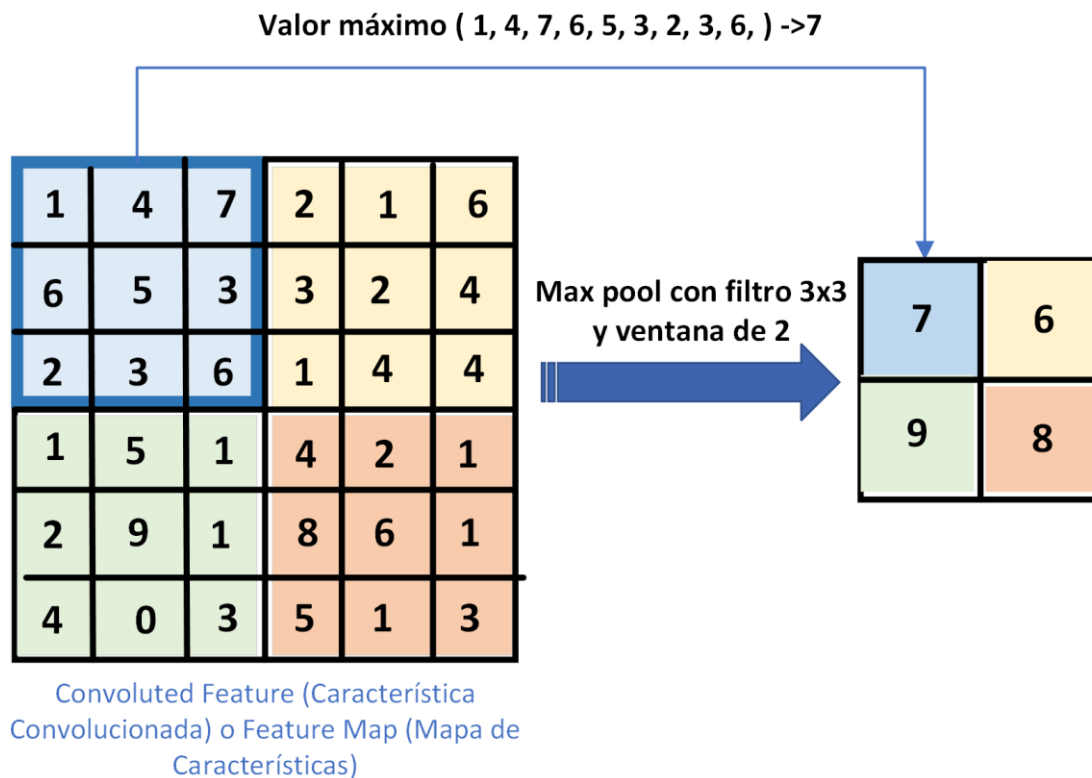 Valor máximo ( 1, 4, 7, 6, 5, 3, 2, 3, 6, ) ->7
1 4 7 2 1 6
6 5 3 3 2 4
2 3 6 1 4 4
1 5 1 4 2 1
2 9 1 8 6 1
4 0 3 5 1 3
Max pool con filtro 3x3
y ventana de 2
7 6
9 8
Convoluted Feature (Característica
Convolucionada) o Feature Map (Mapa de
Características)